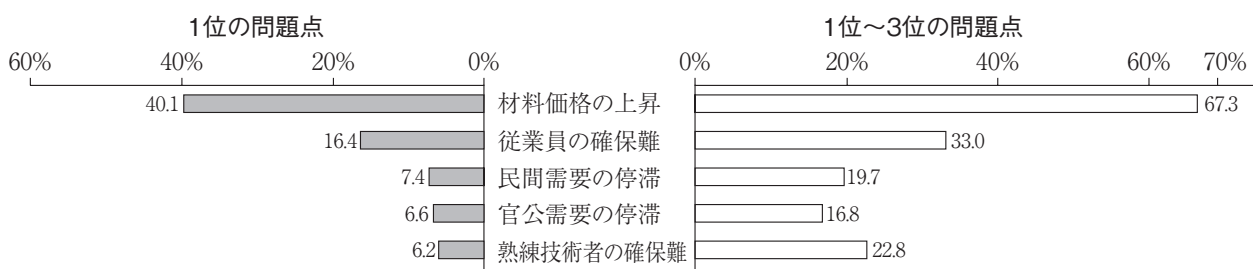 1位の問題点 1位~3位の問題点
60% 40% 20% 0% 0% 20% 40% 60% 70%
40.1 材料価格の上昇 67.3
16.4 従業員の確保難 33.0
7.4 民間需要の停滞 19.7
6.6 官公需要の停滞 16.8
6.2 熟練技術者の確保難 22.8